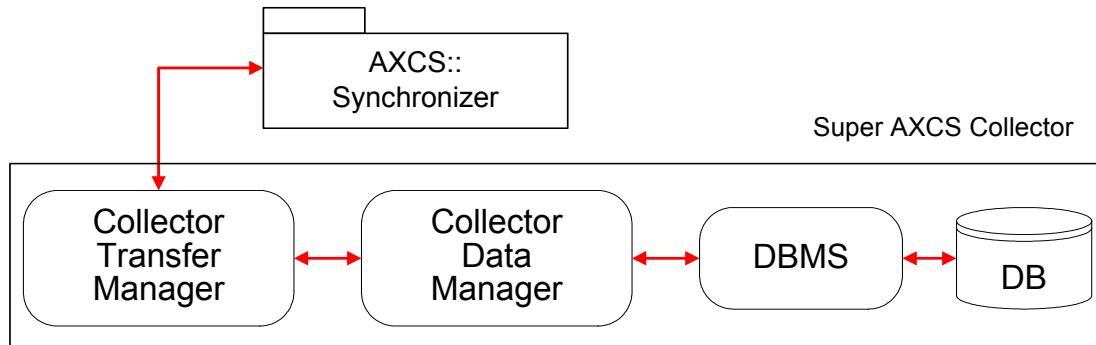 AXCS::
Synchronizer
Super AXCS Collector
Collector
Transfer
Manager
Collector
Data
Manager
DBMS
DB